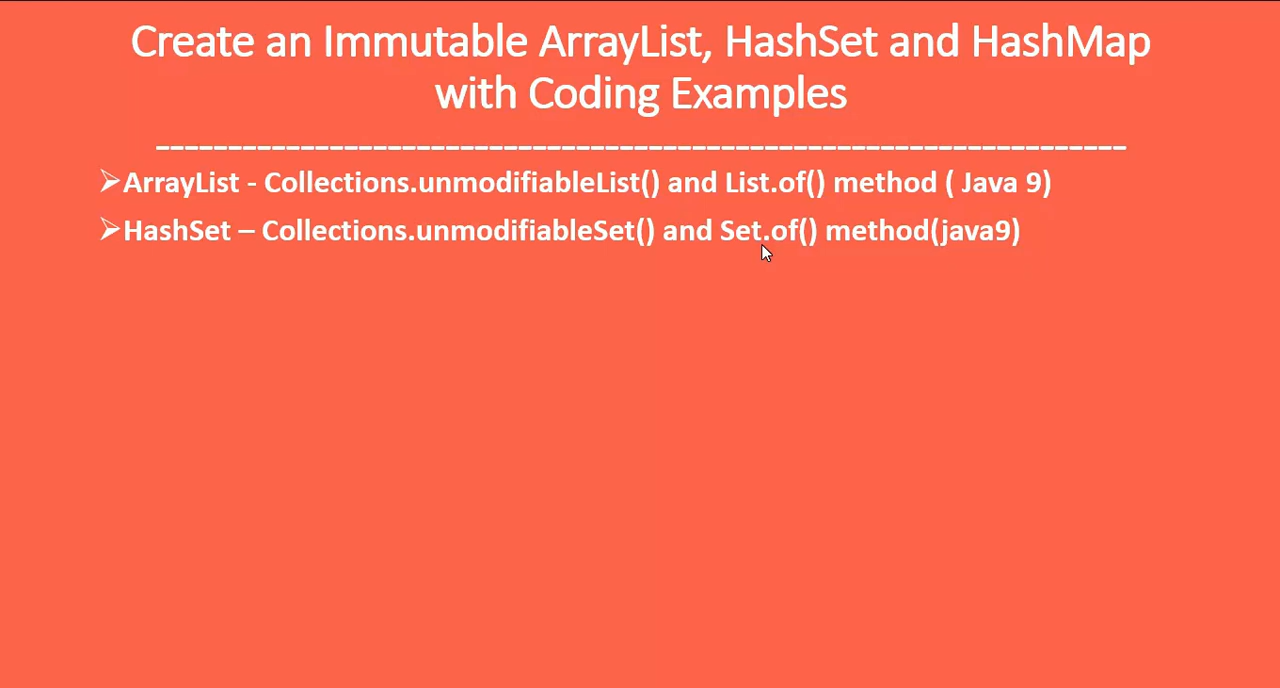 Create an Immutable ArrayList, HashSet and HashMap
with Coding Examples
➢ArrayList - Collections.unmodifiableList() and List.of() method ( Java 9)
➢HashSet – Collections.unmodifiableSet() and Set.of() method(java9)